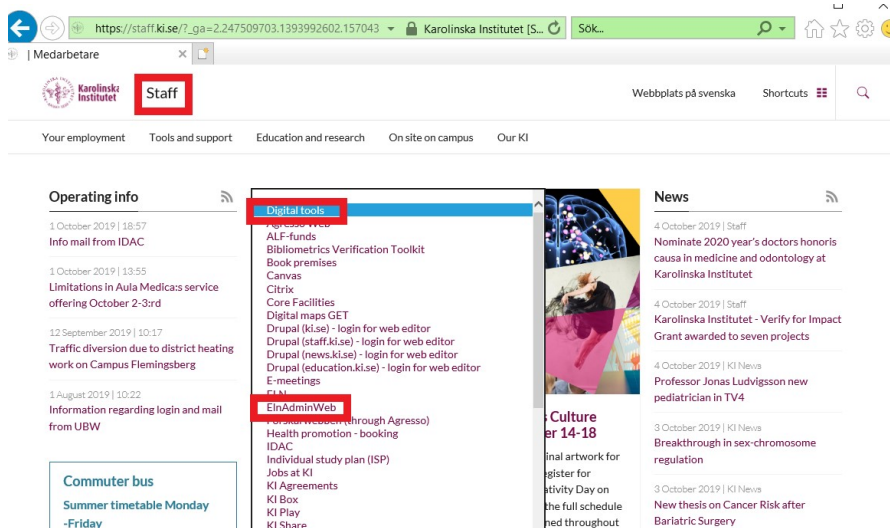 https://staff.ki.se/?_ga=2.247509703.1393992602.157043
Karolinska Institutet [S...
Sök...
| Medarbetare
Karolinska
Institutet
Staff
Webbplats på svenska
Shortcuts
Your employment
Tools and support
Education and research
On site on campus
Our KI
Operating info
1 October 2019 | 18:57
Info mail from IDAC
1 October 2019 | 13:55
Limitations in Aula Medica:s service
offering October 2-3:rd
12 September 2019 | 10:17
Traffic diversion due to district heating
work on Campus Flemingsberg
1 August 2019 | 10:22
Information regarding login and mail
from UBW
Commuter bus
Summer timetable Monday
-Friday
Digital tools
Agresso Web
ALF-funds
Bibliometrics Verification Toolkit
Book premises
Canvas
Citrix
Core Facilities
Digital maps GET
Drupal (ki.se) - login for web editor
Drupal (staff.ki.se) - login for web editor
Drupal (news.ki.se) - login for web editor
Drupal (education.ki.se) - login for web editor
E-meetings
ELN
ElnAdminWeb
(through Agresso)
Health promotion - booking
IDAC
Individual study plan (ISP)
Jobs at KI
KI Agreements
KI Box
KI Play
KI Share
Culture
er 14-18
inal artwork for
egister for
ativity Day on
the full schedule
ned throughout
News
4 October 2019 | Staff
Nominate 2020 year's doctors honoris
causa in medicine and odontology at
Karolinska Institutet
4 October 2019 | Staff
Karolinska Institutet - Verify for Impact
Grant awarded to seven projects
4 October 2019 | KI News
Professor Jonas Ludvigsson new
pediatrician in TV4
3 October 2019 | KI News
Breakthrough in sex-chromosome
regulation
3 October 2019 | KI News
New thesis on Cancer Risk after
Bariatric Surgery